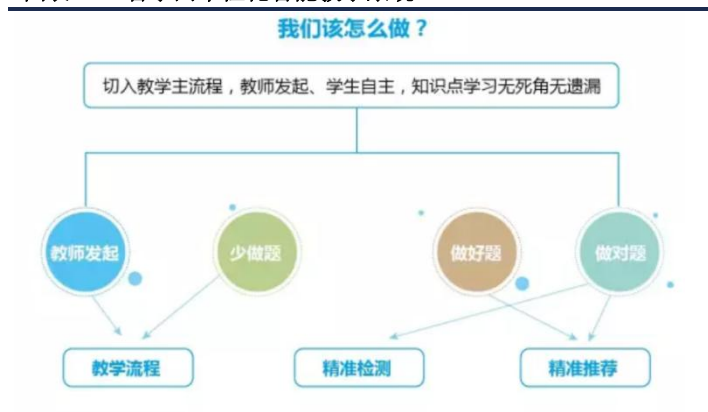 我们该怎么做？
切入教学主流程，教师发起、学生自主，知识点学习无死角无遗漏
教师发起
少做题
做好题
做对题
教学流程
精准检测
精准推荐